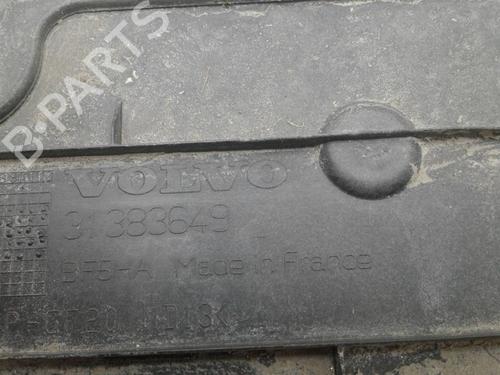 B-PARTS
VOLVO
31383649
BF5-A Made in France